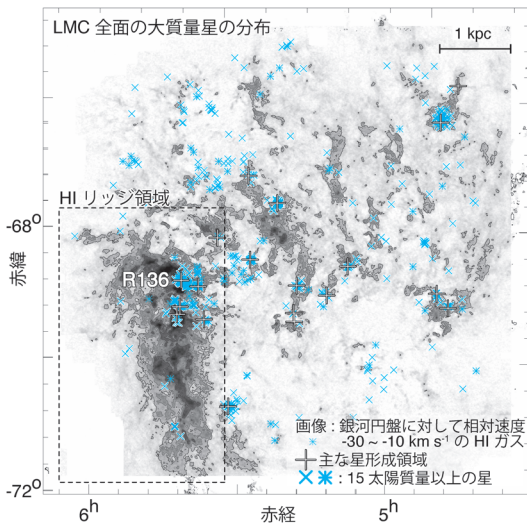 LMC 全面の大質量星の分布
1 kpc
HI リッジ領域
-68o
R136
赤緯
画像 : 銀河円盤に対して相対速度
-30 ~ -10 km s-1 の HI ガス
主な星形成領域
: 15 太陽質量以上の星
-72o
6h
赤経
5h